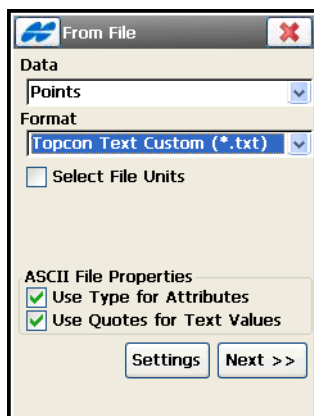 From File
Data
Points
Format
Topcon Text Custom (*.txt)
Select File Units
ASCII File Properties
Use Type for Attributes
Use Quotes for Text Values
Settings Next >>